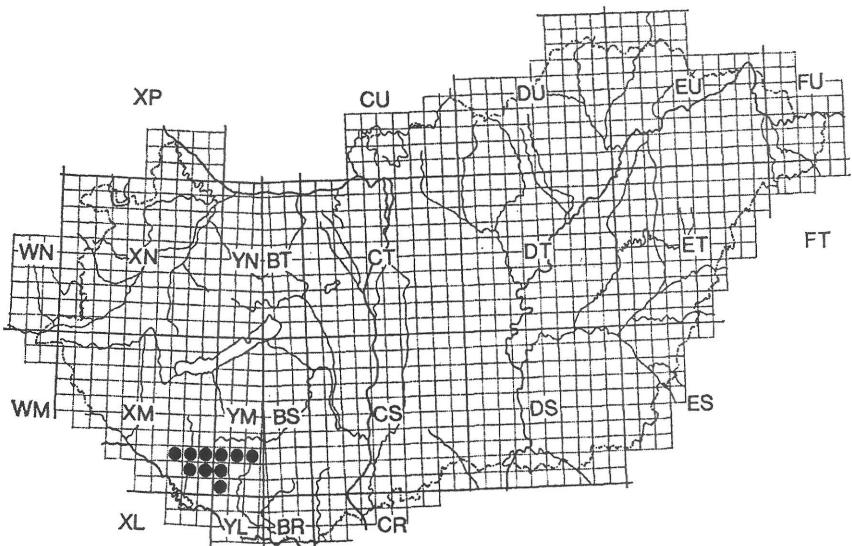 XP CU DU EU FU
WN XN YN BT CT DT ET FT
WM XM YM BS CS DS ES
XL YL BR CR